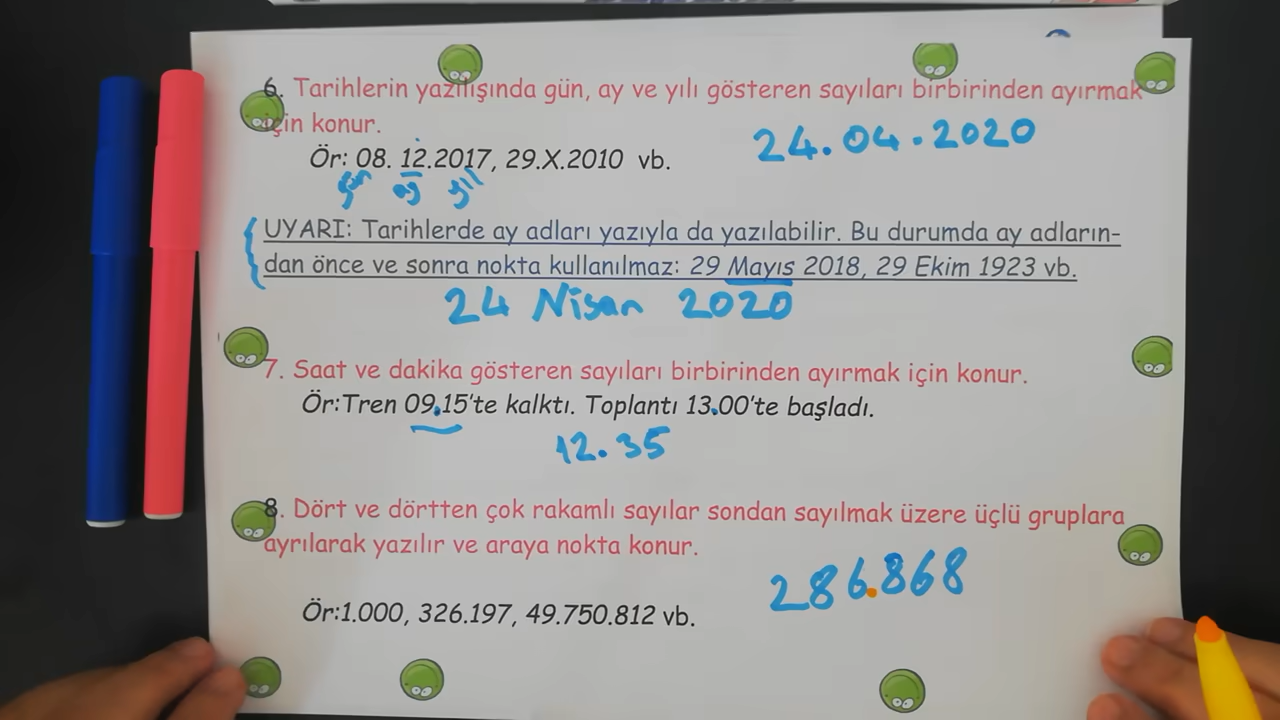 6. Tarihlerin yazılışında gün, ay ve yılı gösteren sayıları birbirinden ayırmak
için konur.
24.04.2020
Ör: 08. 12.2017, 29.X.2010 vb.
gün ay yıl
UYARI: Tarihlerde ay adları yazıyla da yazılabilir. Bu durumda ay adların-
dan önce ve sonra nokta kullanılmaz: 29 Mayıs 2018, 29 Ekim 1923 vb.
24 Nisan 2020
7. Saat ve dakika gösteren sayıları birbirinden ayırmak için konur.
Ör:Tren 09.15'te kalktı. Toplantı 13.00'te başladı.
12.35
8. Dört ve dörtten çok rakamlı sayılar sondan sayılmak üzere üçlü gruplara
ayrılarak yazılır ve araya nokta konur.
286.868
Ör:1.000, 326.197, 49.750.812 vb.